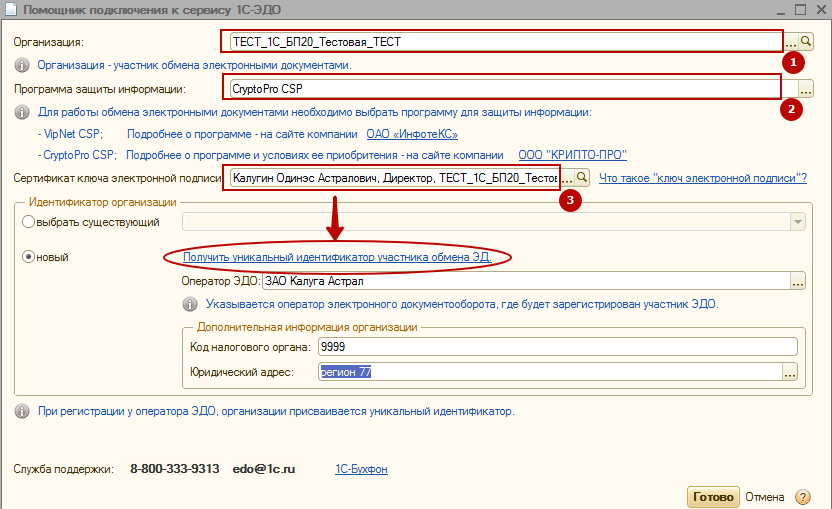 Помощник подключения к сервису 1С-ЭДО
Организация: ТЕСТ_1С_БП20_Тестовая_ТЕСТ ...
1
Организация - участник обмена электронными документами.
Программа защиты информации: CryptoPro CSP ...
2
Для работы обмена электронными документами необходимо выбрать программу для защиты информации:
- VipNet CSP; Подробнее о программе - на сайте компании ОАО «ИнфотеКС»
- CryptoPro CSP; Подробнее о программе и условиях ее приобретения - на сайте компании ООО "КРИПТО-ПРО"
Сертификат ключа электронной подписи: Калугин Одинэс Астралович, Директор, ТЕСТ_1С_БП20_Тестов ... Что такое "ключ электронной подписи"?
3
Идентификатор организации
выбрать существующий
новый Получить уникальный идентификатор участника обмена ЭД.
Оператор ЭДО: ЗАО Калуга Астрал ...
Указывается оператор электронного документооборота, где будет зарегистрирован участник ЭДО.
Дополнительная информация организации
Код налогового органа: 9999
Юридический адрес: регион 77 ...
При регистрации у оператора ЭДО, организации присваивается уникальный идентификатор.
Служба поддержки: 8-800-333-9313 edo@1c.ru 1С-Бухфон
Готово Отмена ?